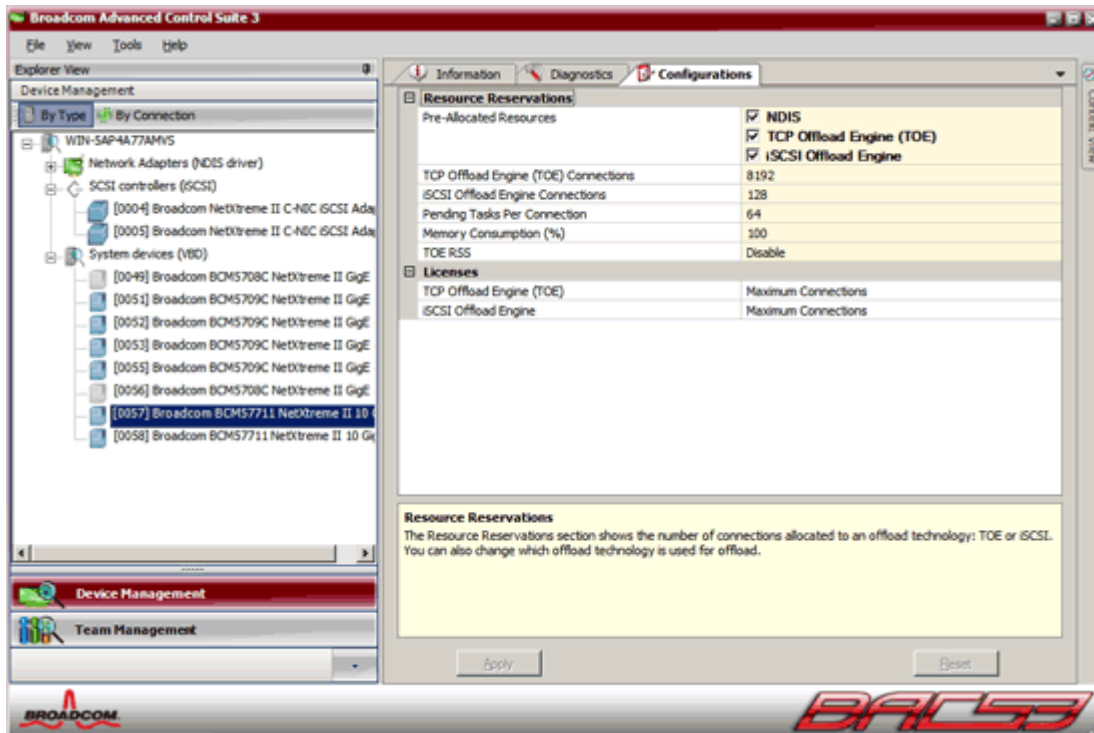 Broadcom Advanced Control Suite 3
File View Tools Help
Explorer View
Device Management
By Type By Connection
WIN-SAP4A77AMVS
Network Adapters (NDIS driver)
SCSI controllers (iSCSI)
[0004] Broadcom NetXtreme II C-NIC iSCSI Adap
[0005] Broadcom NetXtreme II C-NIC iSCSI Adap
System devices (VBD)
[0049] Broadcom BCM5708C NetXtreme II GigE
[0051] Broadcom BCM5709C NetXtreme II GigE
[0052] Broadcom BCM5709C NetXtreme II GigE
[0053] Broadcom BCM5709C NetXtreme II GigE
[0055] Broadcom BCM5709C NetXtreme II GigE
[0056] Broadcom BCM5708C NetXtreme II GigE
[0057] Broadcom BCM57711 NetXtreme II 10 G
[0058] Broadcom BCM57711 NetXtreme II 10 Gig
Device Management
Team Management
Information Diagnostics Configurations
Resource Reservations
Pre-Allocated Resources NDIS
TCP Offload Engine (TOE)
iSCSI Offload Engine
TCP Offload Engine (TOE) Connections 8192
iSCSI Offload Engine Connections 128
Pending Tasks Per Connection 64
Memory Consumption (%) 100
TOE RSS Disable
Licenses
TCP Offload Engine (TOE) Maximum Connections
iSCSI Offload Engine Maximum Connections
Resource Reservations
The Resource Reservations section shows the number of connections allocated to an offload technology: TOE or iSCSI.
You can also change which offload technology is used for offload.
Apply Reset
BROADCOM.
BACS3